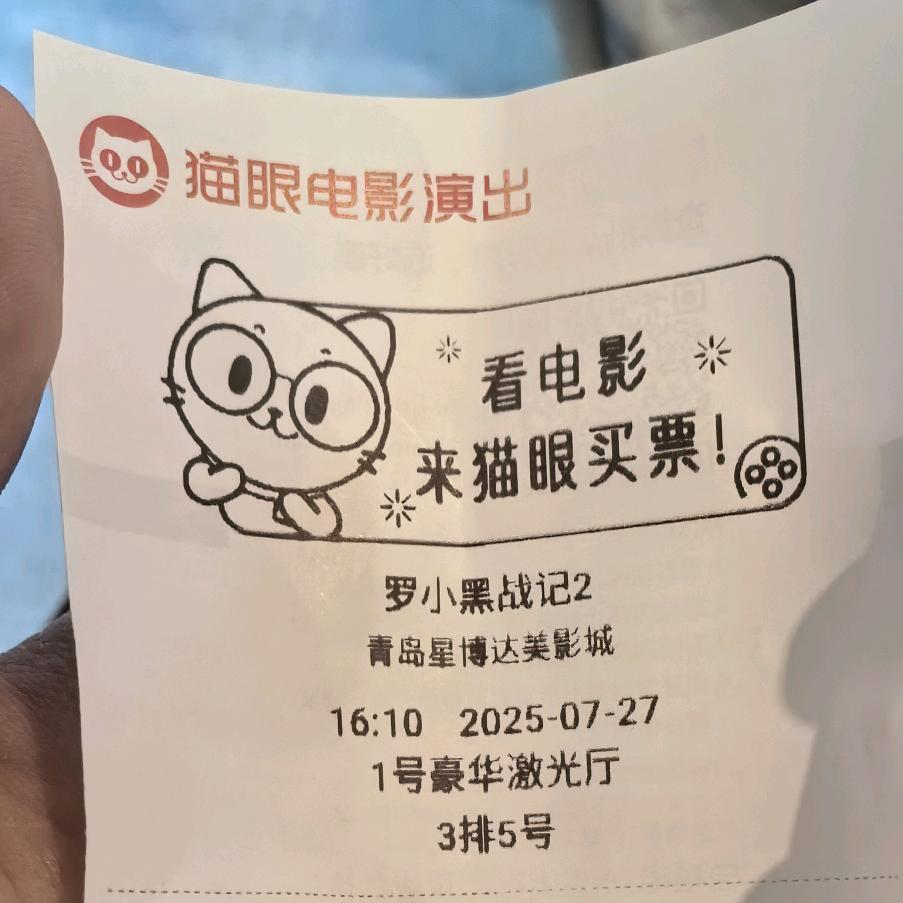 猫眼电影演出
看电影
来猫眼买票!
罗小黑战记2
青岛星博达美影城
16:10 2025-07-27
1号豪华激光厅
3排5号